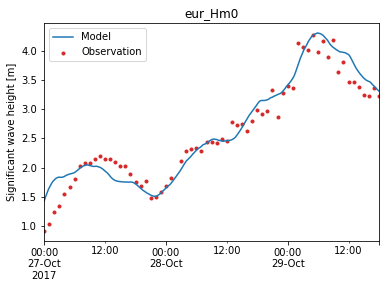 eur_Hm0
Model
Observation
Significant wave height [m]
4.0
3.5
3.0
2.5
2.0
1.5
1.0
00:00 12:00 00:00 12:00 00:00 12:00
27-Oct 28-Oct 29-Oct
2017